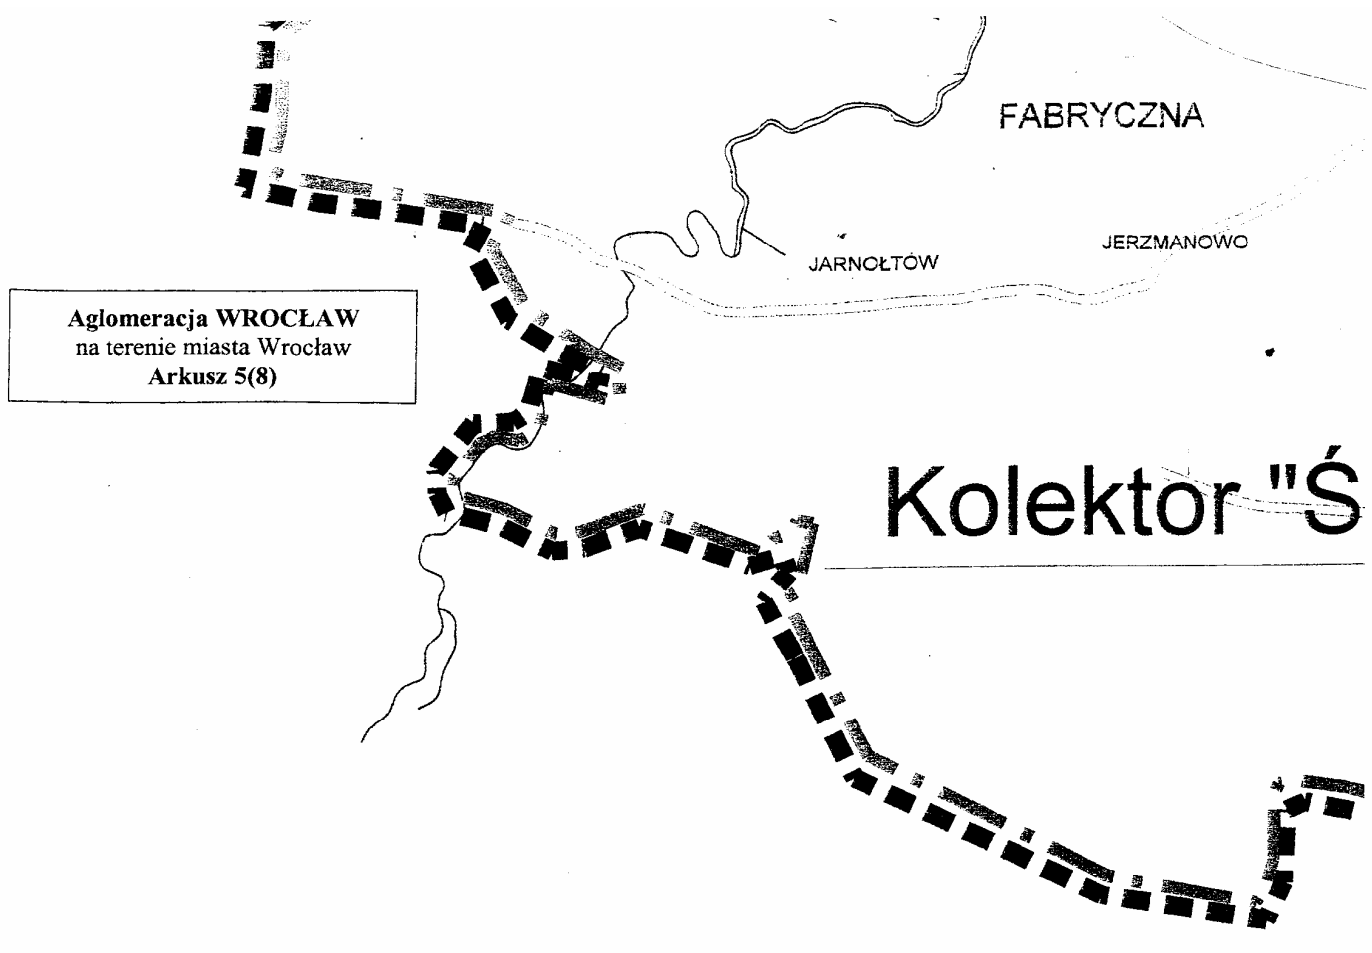 FABRYCZNA
JERZMANOWO
JARNOŁTÓW
Aglomeracja WROCŁAW
na terenie miasta Wrocław
Arkusz 5(8)
Kolektor "Ś